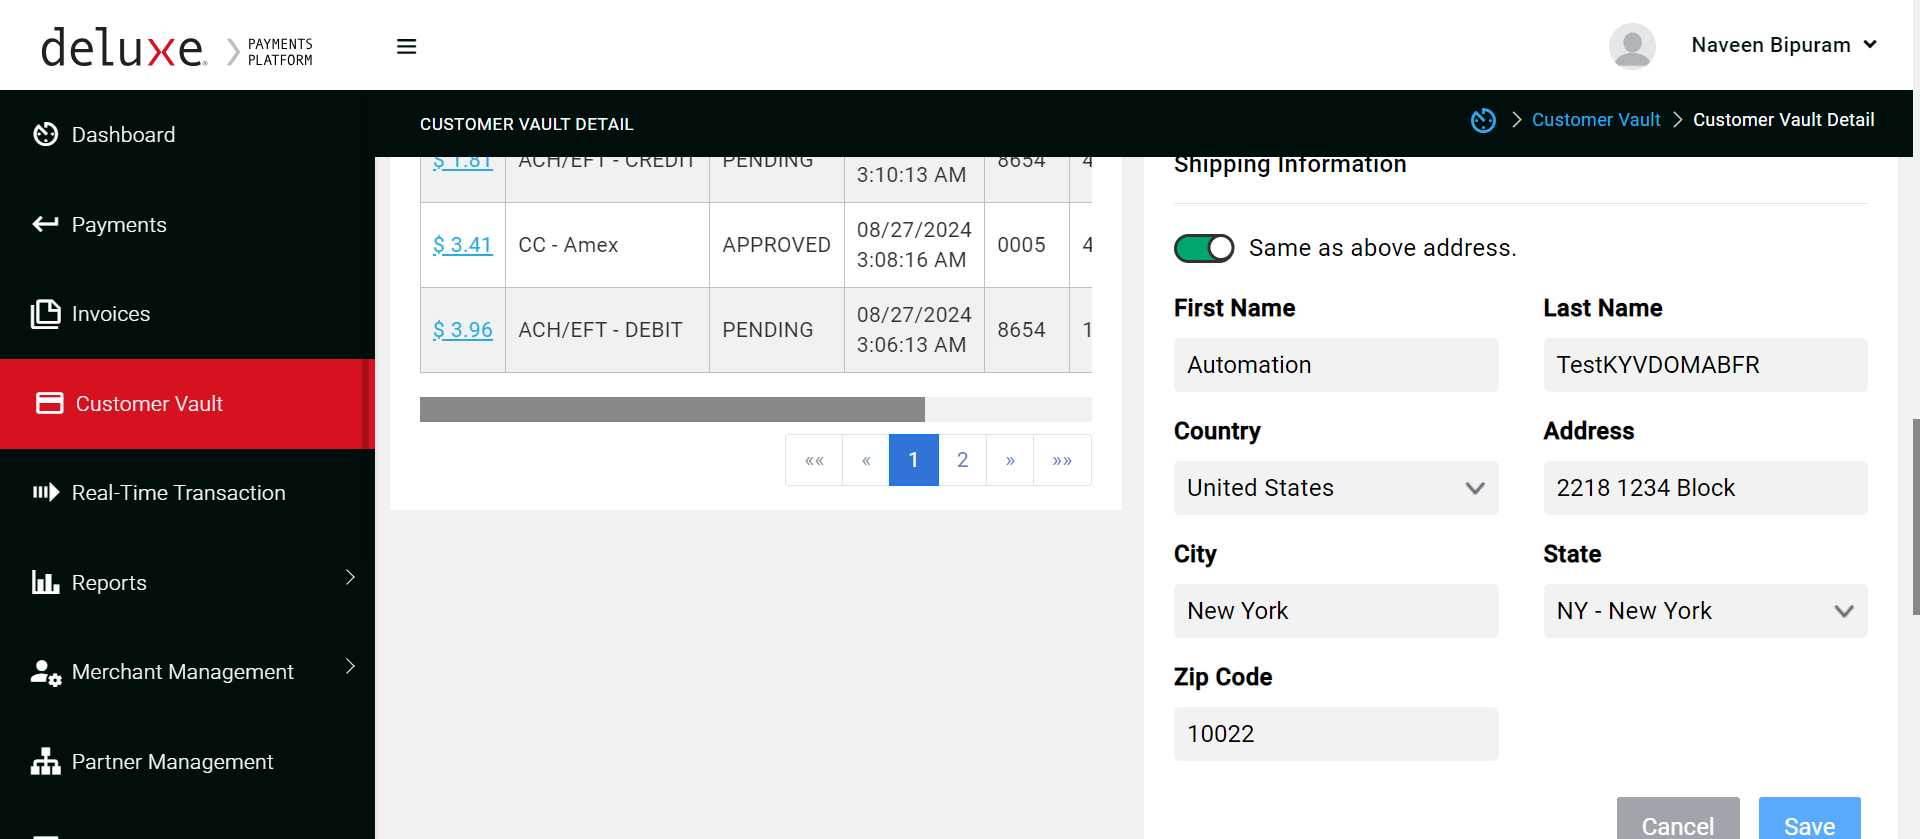 deluxe
PAYMENTS
PLATFORM
Naveen Bipuram
Dashboard
Payments
Invoices
Customer Vault
Real-Time Transaction
Reports
Merchant Management
Partner Management
CUSTOMER VAULT DETAIL
Customer Vault
Customer Vault Detail
$ 1.81 ACH/EFT - CREDIT PENDING 3:10:13 AM 8654 4
$ 3.41 CC - Amex APPROVED 08/27/2024 0005 4
3:08:16 AM
$ 3.96 ACH/EFT - DEBIT PENDING 08/27/2024 8654 1
3:06:13 AM
«« « 1 2 » »»
Shipping Information
Same as above address.
First Name Last Name
Automation TestKYVDOMABFR
Country Address
United States 2218 1234 Block
City State
New York NY - New York
Zip Code
10022
Cancel Save